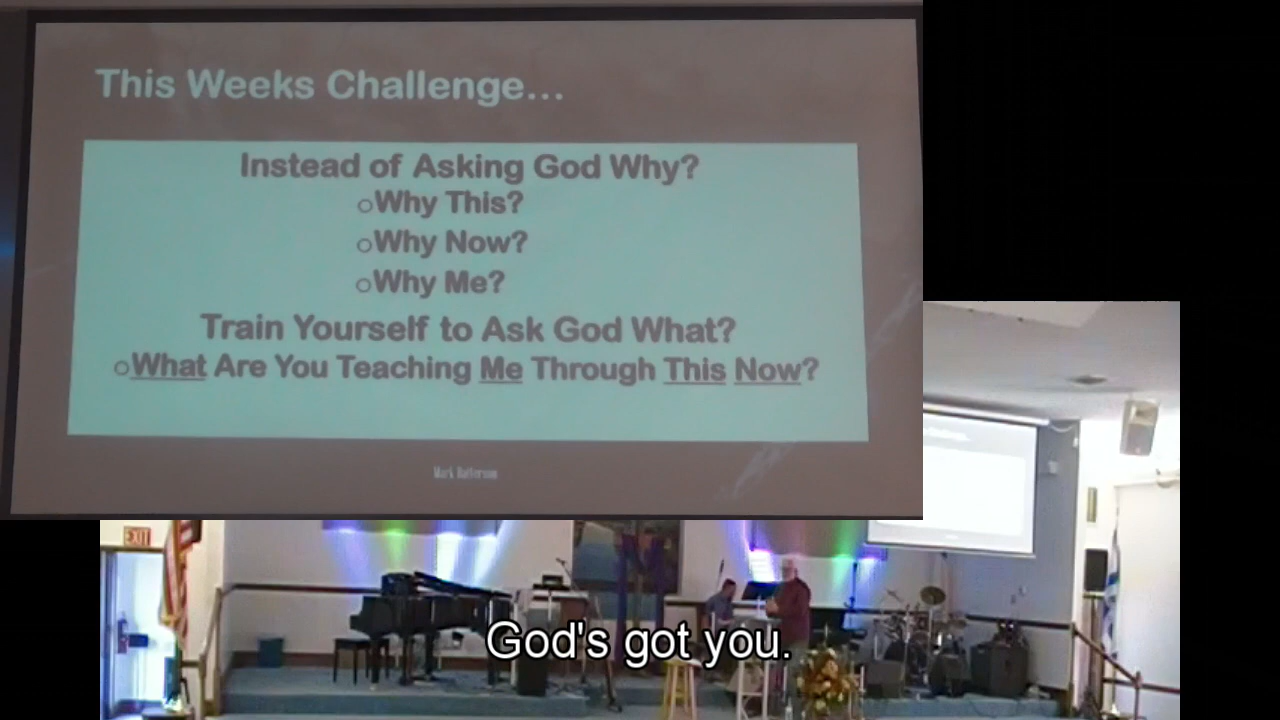 This Weeks Challenge...
Instead of Asking God Why?
○Why This?
○Why Now?
○Why Me?
Train Yourself to Ask God What?
○What Are You Teaching Me Through This Now?
EXIT
God's got you.